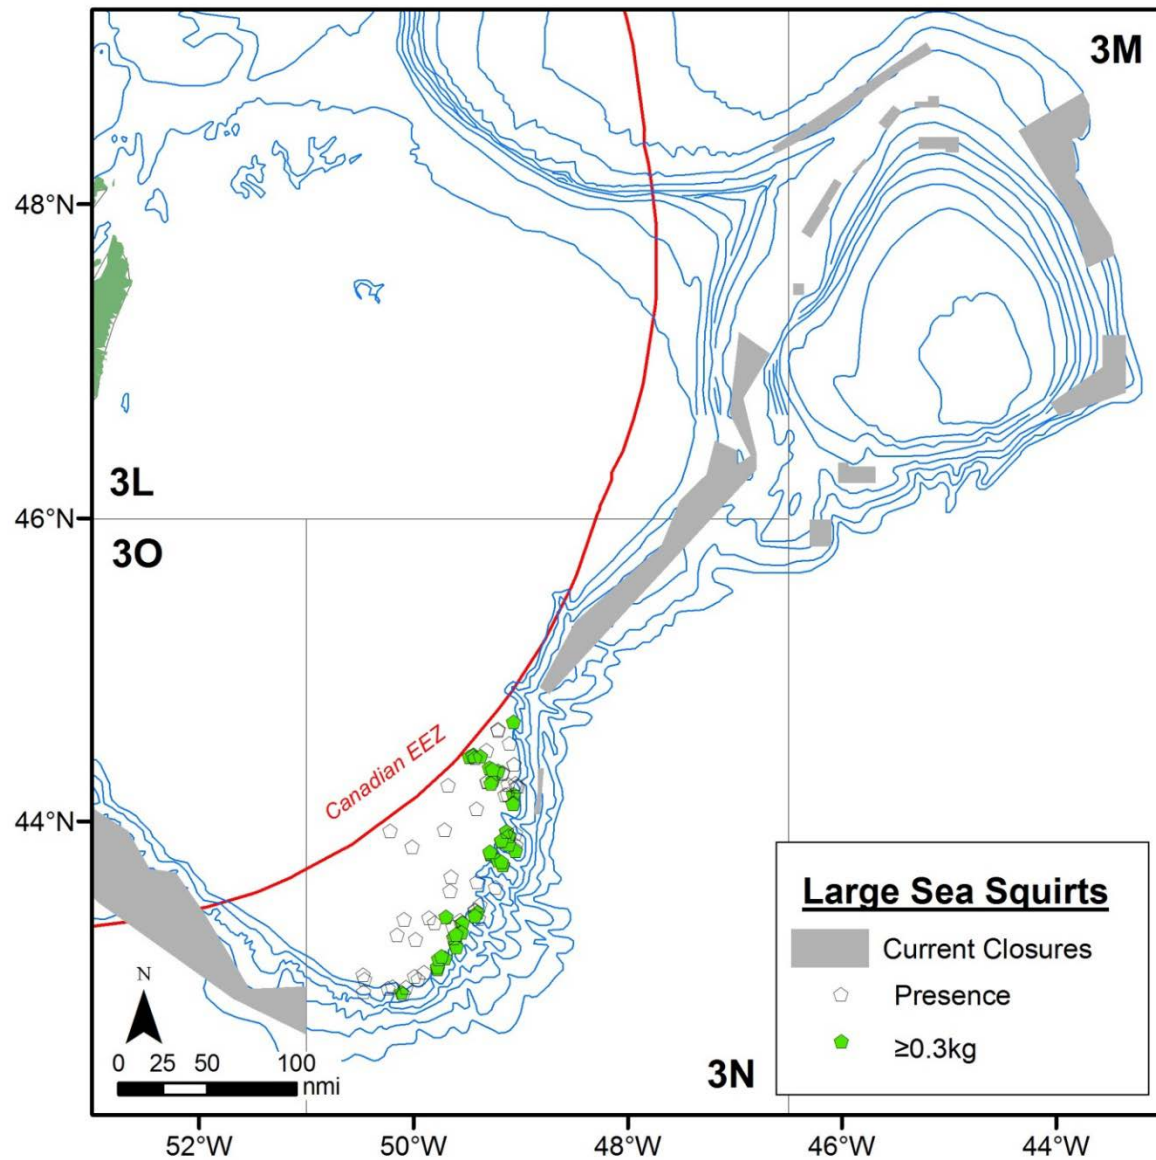 3M
48°N
3L
46°N
3O
Canadian EEZ
44°N
Large Sea Squirts
Current Closures
Presence
≥0.3kg
N
0 25 50 100
nmi
3N
52°W 50°W 48°W 46°W 44°W